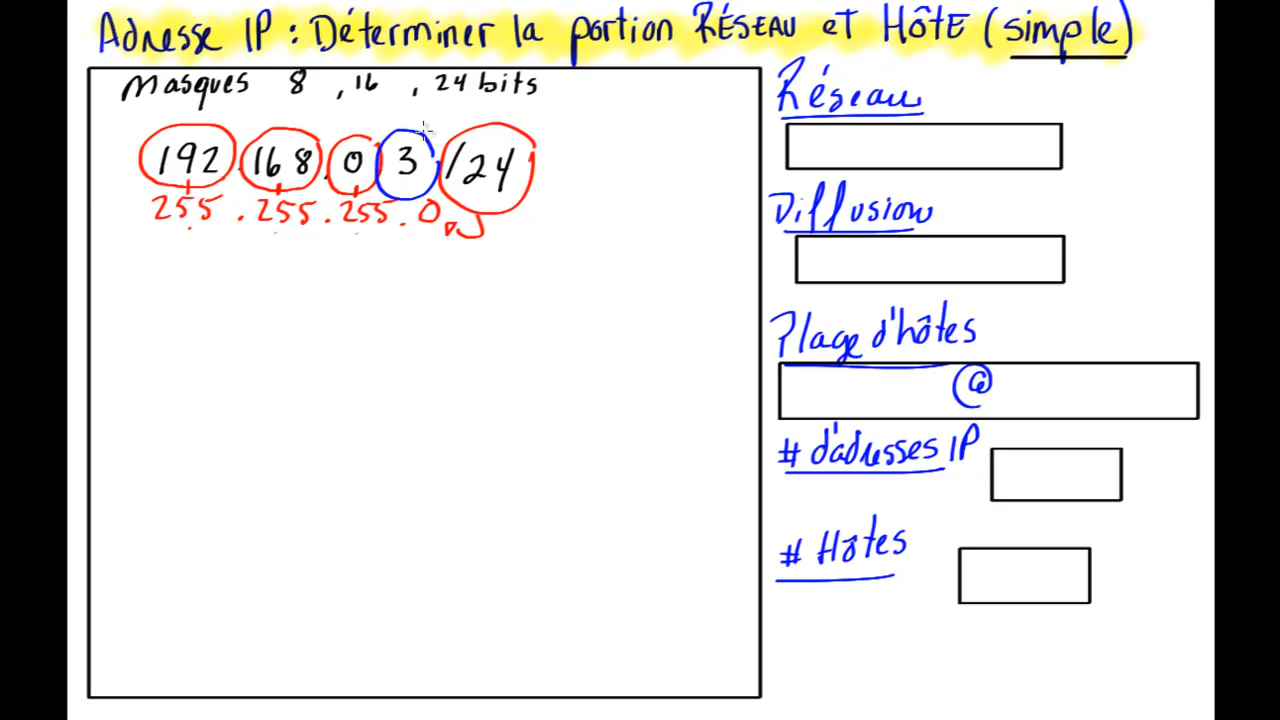 Adresse IP : Déterminer la portion RÉSEAU et HÔTE (simple)
Masques 8 , 16 , 24 bits
192.168.0.3 /24
255.255.255.0
Réseau
Diffusion
Plage d'hôtes
@
# d'adresses IP
# Hôtes